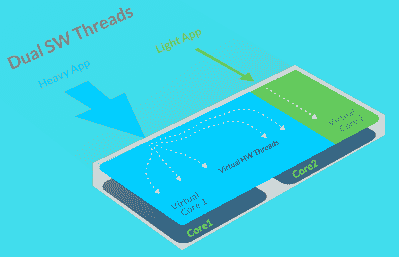 Dual SW Threads
Heavy App
Light App
Virtual
Core 2
Virtual HW Threads
Virtual
Core 1
Core2
Core1